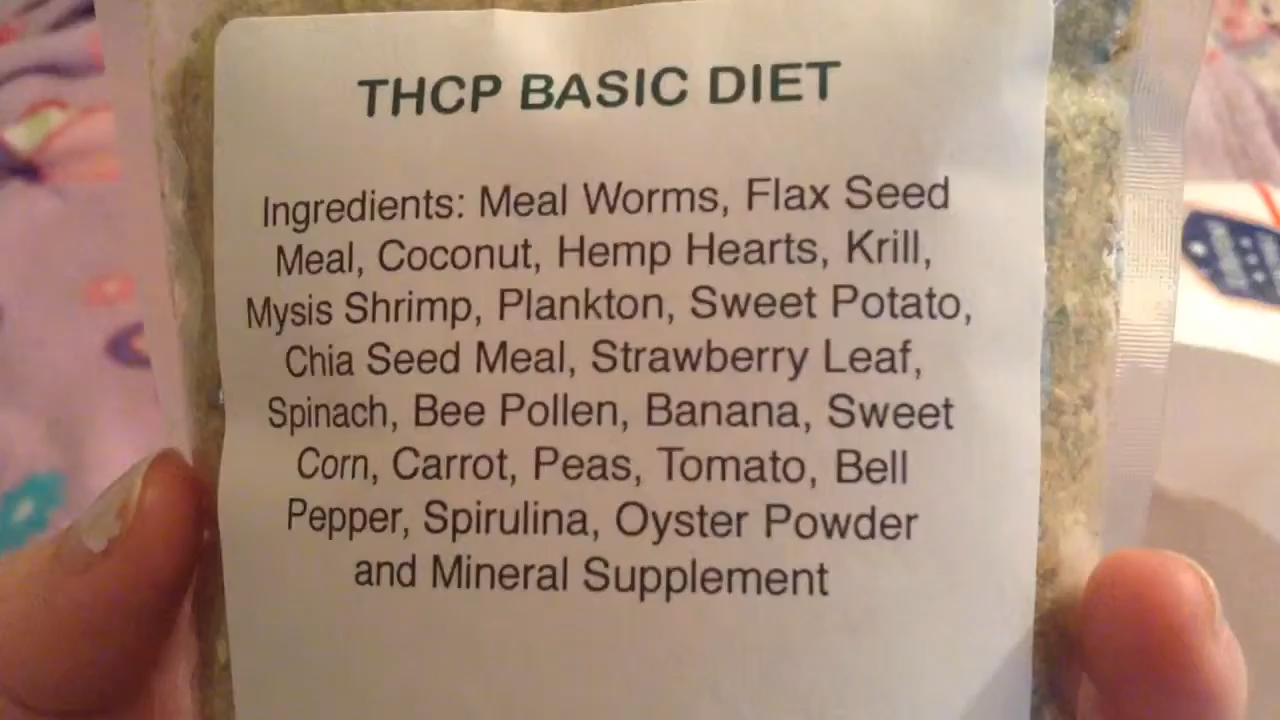 THCP BASIC DIET
Ingredients: Meal Worms, Flax Seed
Meal, Coconut, Hemp Hearts, Krill,
Mysis Shrimp, Plankton, Sweet Potato,
Chia Seed Meal, Strawberry Leaf,
Spinach, Bee Pollen, Banana, Sweet
Corn, Carrot, Peas, Tomato, Bell
Pepper, Spirulina, Oyster Powder
and Mineral Supplement